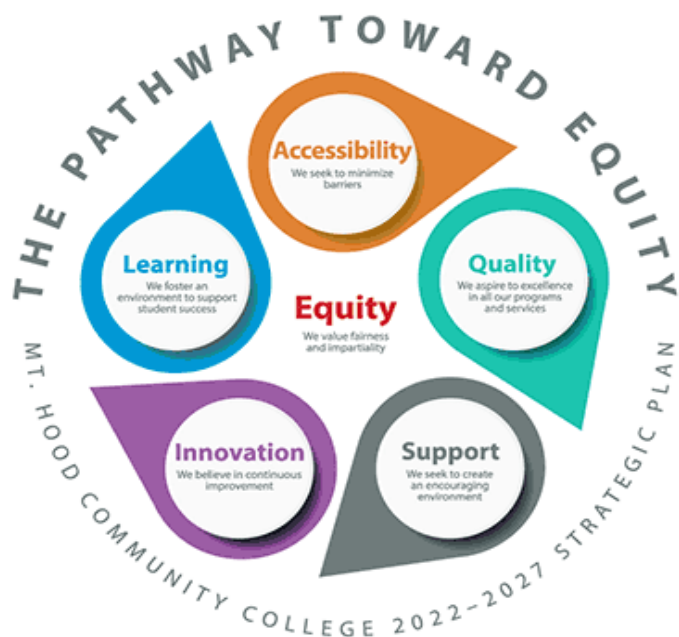 THE PATHWAY TOWARD EQUITY
Accessibility
We seek to minimize
barriers
Learning
We foster an
environment to support
student success
Quality
We aspire to excellence
in all our programs
and services
Equity
We value fairness
and impartiality
Innovation
We believe in continuous
improvement
Support
We seek to create
an encouraging
environment
MT. HOOD COMMUNITY COLLEGE 2022–2027 STRATEGIC PLAN